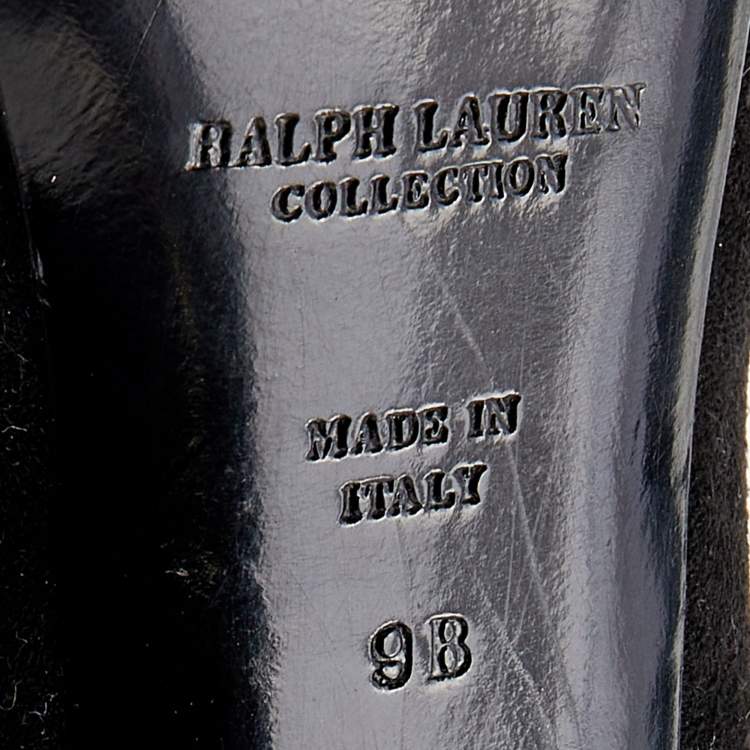 RALPH LAUREN
COLLECTION
MADE IN
ITALY
9B